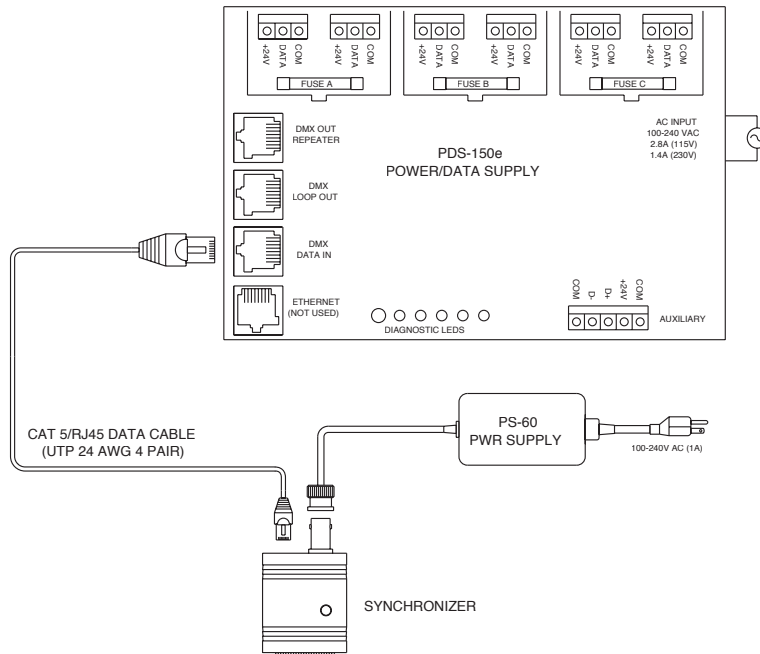 +24V DATA COM +24V DATA COM +24V DATA COM +24V DATA COM +24V DATA COM +24V DATA COM
FUSE A FUSE B FUSE C
DMX OUT
REPEATER
DMX
LOOP OUT
DMX
DATA IN
ETHERNET
(NOT USED)
PDS-150e
POWER/DATA SUPPLY
AC INPUT
100-240 VAC
2.8A (115V)
1.4A (230V)
DIAGNOSTIC LEDS
COM D- D+ +24V COM
AUXILIARY
CAT 5/RJ45 DATA CABLE
(UTP 24 AWG 4 PAIR)
PS-60
PWR SUPPLY
100-240V AC (1A)
SYNCHRONIZER